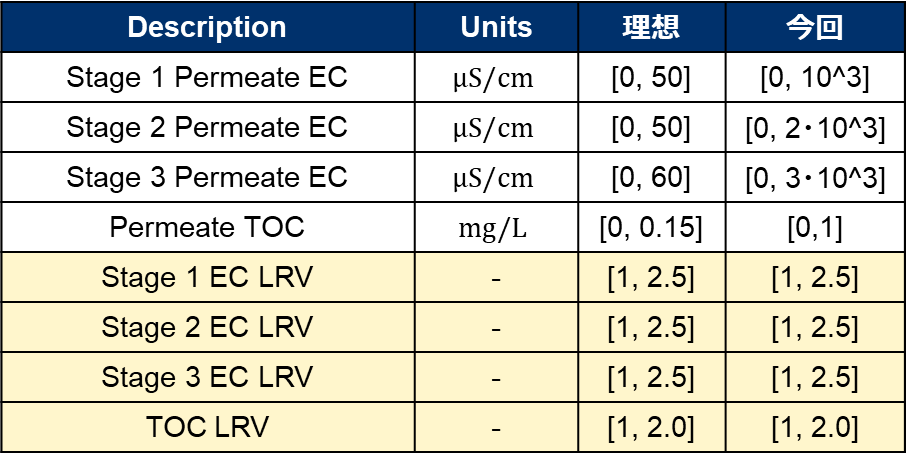 Description Units 理想 今回
Stage 1 Permeate EC μS/cm [0, 50] [0, 10^3]
Stage 2 Permeate EC μS/cm [0, 50] [0, 2・10^3]
Stage 3 Permeate EC μS/cm [0, 60] [0, 3・10^3]
Permeate TOC mg/L [0, 0.15] [0,1]
Stage 1 EC LRV - [1, 2.5] [1, 2.5]
Stage 2 EC LRV - [1, 2.5] [1, 2.5]
Stage 3 EC LRV - [1, 2.5] [1, 2.5]
TOC LRV - [1, 2.0] [1, 2.0]